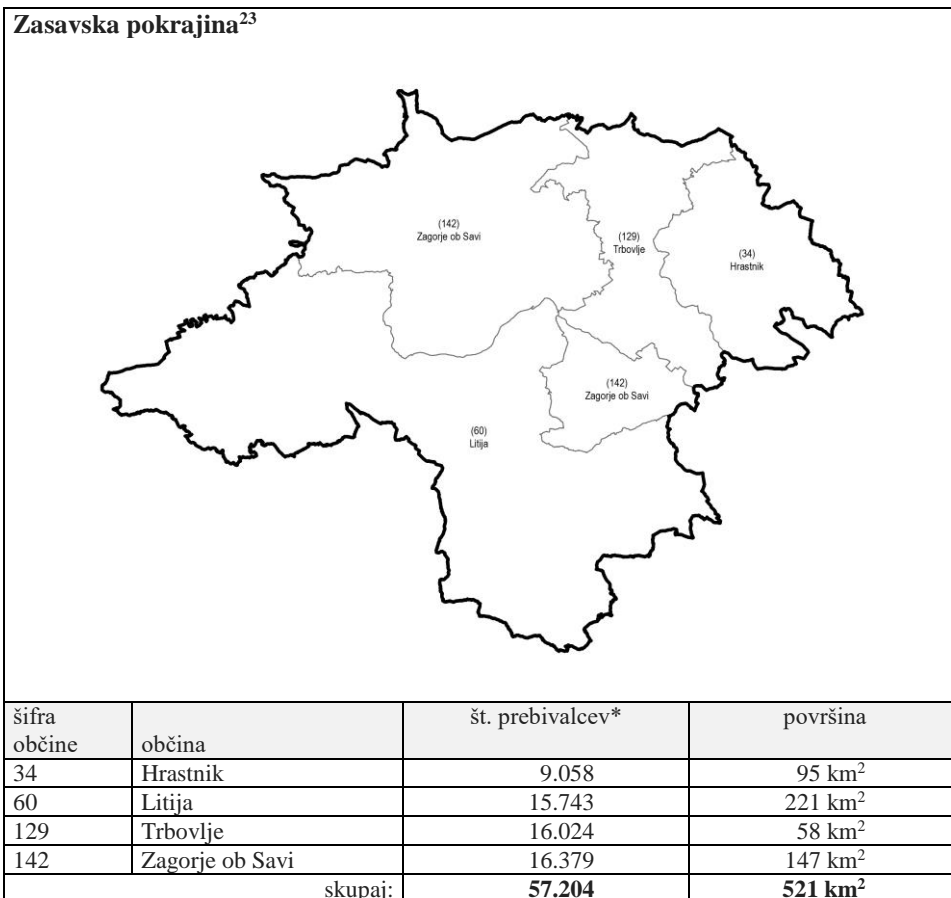 Zasavska pokrajina23
(142)
Zagorje ob Savi
(129)
Trbovlje
(34)
Hrastnik
(142)
Zagorje ob Savi
(60)
Litija
šifra občine občina št. prebivalcev* površina
34 Hrastnik 9.058 95 km2
60 Litija 15.743 221 km2
129 Trbovlje 16.024 58 km2
142 Zagorje ob Savi 16.379 147 km2
skupaj: 57.204 521 km2